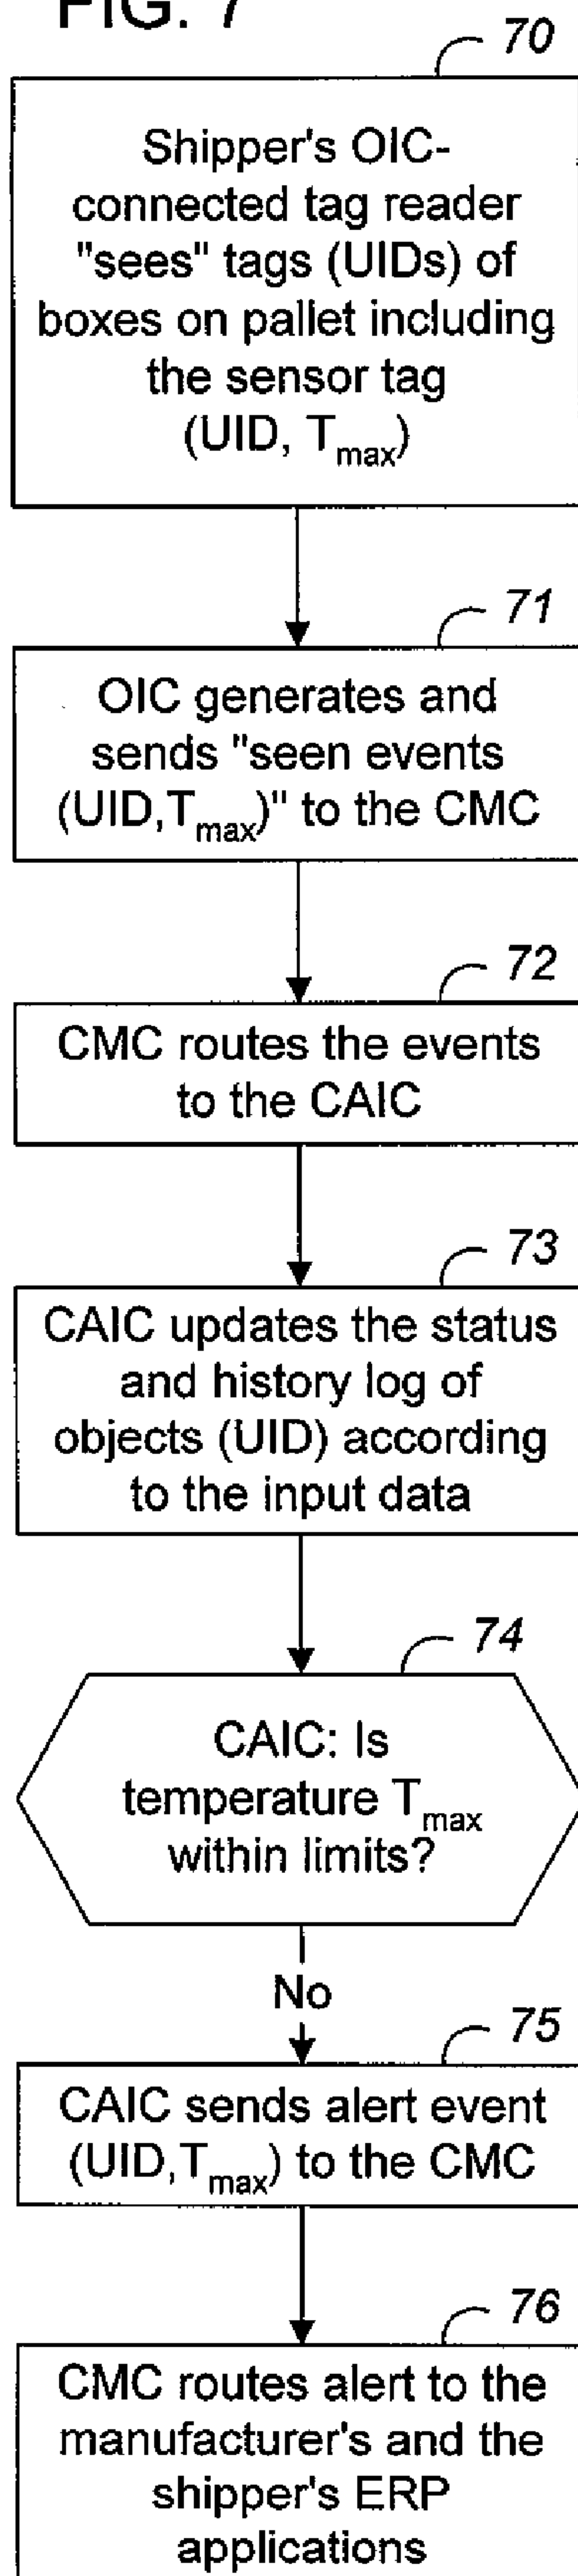 FIG. 7
70
Shipper's OIC-
connected tag reader
"sees" tags (UIDs) of
boxes on pallet including
the sensor tag
(UID, Tmax)
71
OIC generates and
sends "seen events
(UID,Tmax)" to the CMC
72
CMC routes the events
to the CAIC
73
CAIC updates the status
and history log of
objects (UID) according
to the input data
74
CAIC: Is
temperature Tmax
within limits?
No
75
CAIC sends alert event
(UID,Tmax) to the CMC
76
CMC routes alert to the
manufacturer's and the
shipper's ERP
applications